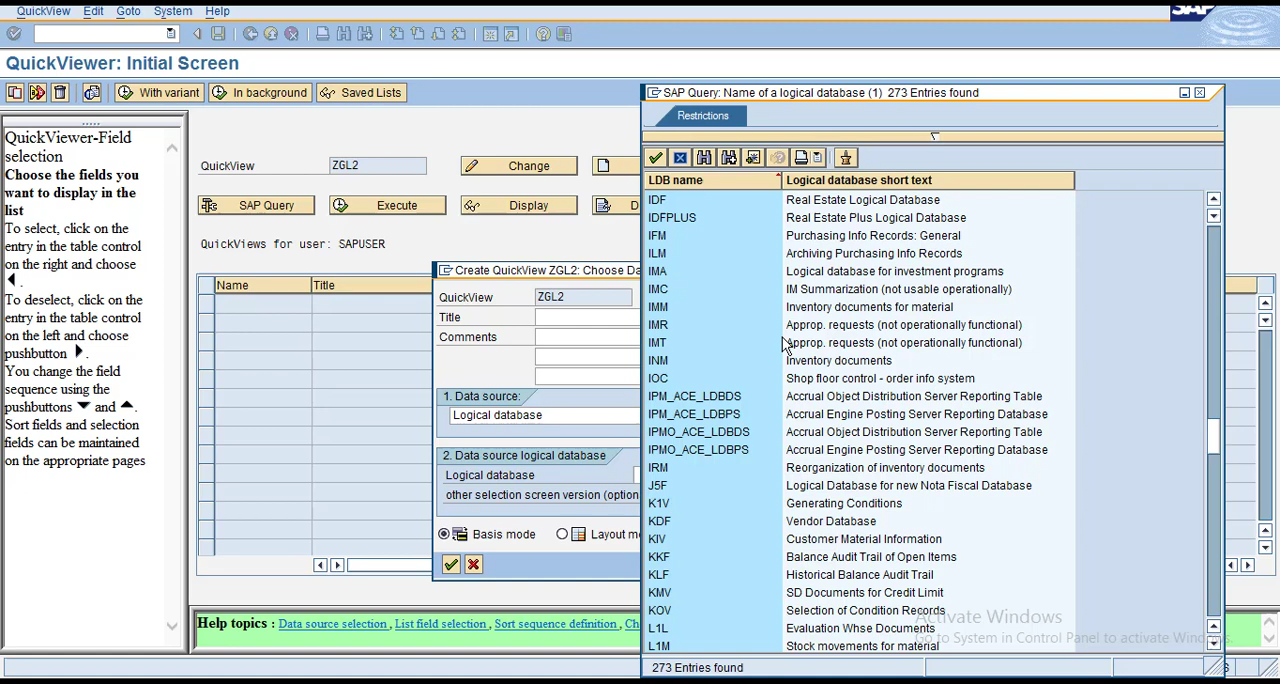 QuickView Edit Goto System Help
SAP
QuickViewer: Initial Screen
With variant In background Saved Lists
QuickViewer-Field
selection
Choose the fields you
want to display in the
list
To select, click on the
entry in the table control
on the right and choose
.
To deselect, click on the
entry in the table control
on the left and choose
pushbutton .
You change the field
sequence using the
pushbuttons and .
Sort fields and selection
fields can be maintained
on the appropriate pages
QuickView ZGL2 Change
SAP Query Execute Display D
QuickViews for user: SAPUSER
Name Title
Create QuickView ZGL2: Choose Da
QuickView ZGL2
Title
Comments
1. Data source:
Logical database
2. Data source logical database
Logical database
other selection screen version (option
Basis mode Layout mo
Help topics : Data source selection , List field selection , Sort sequence definition , Ch
SAP Query: Name of a logical database (1) 273 Entries found
Restrictions
LDB name Logical database short text
IDF Real Estate Logical Database
IDFPLUS Real Estate Plus Logical Database
IFM Purchasing Info Records: General
ILM Archiving Purchasing Info Records
IMA Logical database for investment programs
IMC IM Summarization (not usable operationally)
IMM Inventory documents for material
IMR Approp. requests (not operationally functional)
IMT Approp. requests (not operationally functional)
INM Inventory documents
IOC Shop floor control - order info system
IPM_ACE_LDBDS Accrual Object Distribution Server Reporting Table
IPM_ACE_LDBPS Accrual Engine Posting Server Reporting Database
IPMO_ACE_LDBDS Accrual Object Distribution Server Reporting Table
IPMO_ACE_LDBPS Accrual Engine Posting Server Reporting Database
IRM Reorganization of inventory documents
J5F Logical Database for new Nota Fiscal Database
K1V Generating Conditions
KDF Vendor Database
KIV Customer Material Information
KKF Balance Audit Trail of Open Items
KLF Historical Balance Audit Trail
KMV SD Documents for Credit Limit
KOV Selection of Condition Records
L1L Evaluation Whse Documents
L1M Stock movements for material
Activate Windows
Go to System in Control Panel to activate Windows.
273 Entries found